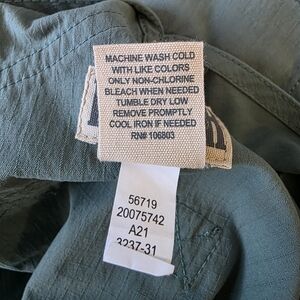 MACHINE WASH COLD
WITH LIKE COLORS
ONLY NON-CHLORINE
BLEACH WHEN NEEDED
TUMBLE DRY LOW
REMOVE PROMPTLY
COOL IRON IF NEEDED
RN# 106803
56719
20075742
A21
3237-31